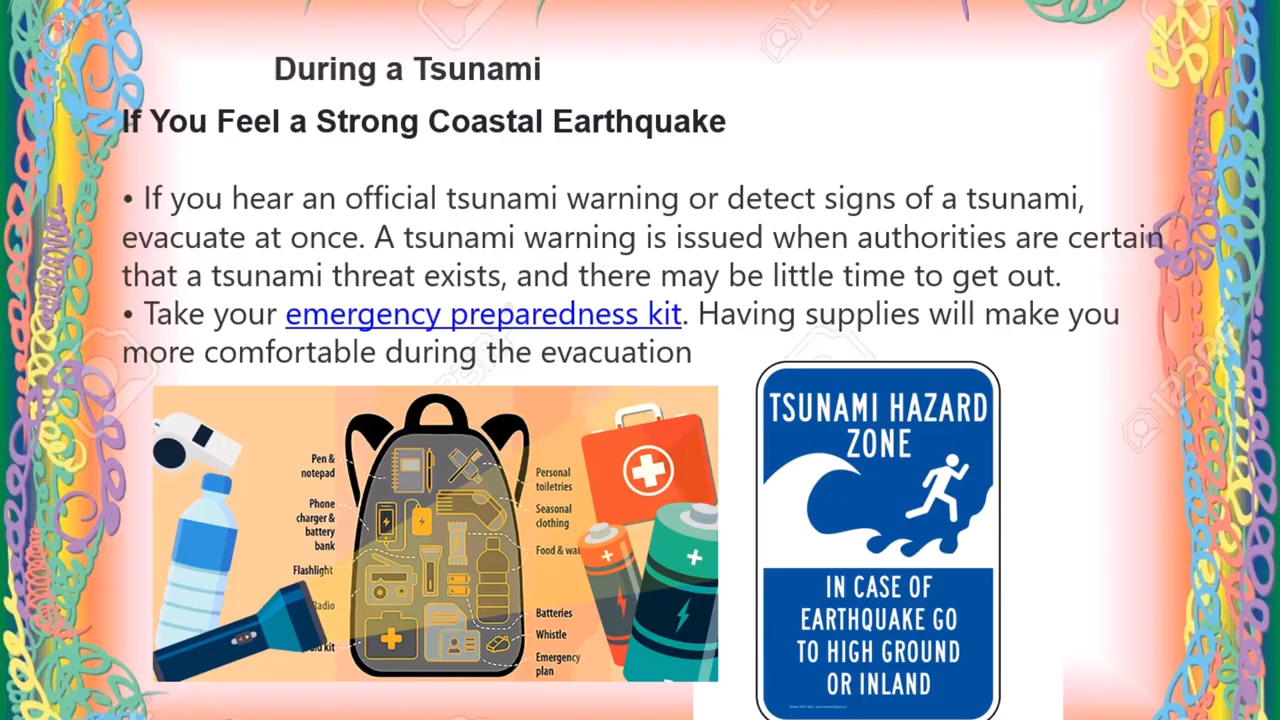 During a Tsunami
If You Feel a Strong Coastal Earthquake
• If you hear an official tsunami warning or detect signs of a tsunami,
evacuate at once. A tsunami warning is issued when authorities are certain
that a tsunami threat exists, and there may be little time to get out.
• Take your emergency preparedness kit. Having supplies will make you
more comfortable during the evacuation
Pen &
notepad
Phone
charger &
battery
bank
Flashlight
Radio
kit
Personal
toiletries
Seasonal
clothing
Food & wa
Batteries
Whistle
Emergency
plan
TSUNAMI HAZARD
ZONE
IN CASE OF
EARTHQUAKE GO
TO HIGH GROUND
OR INLAND